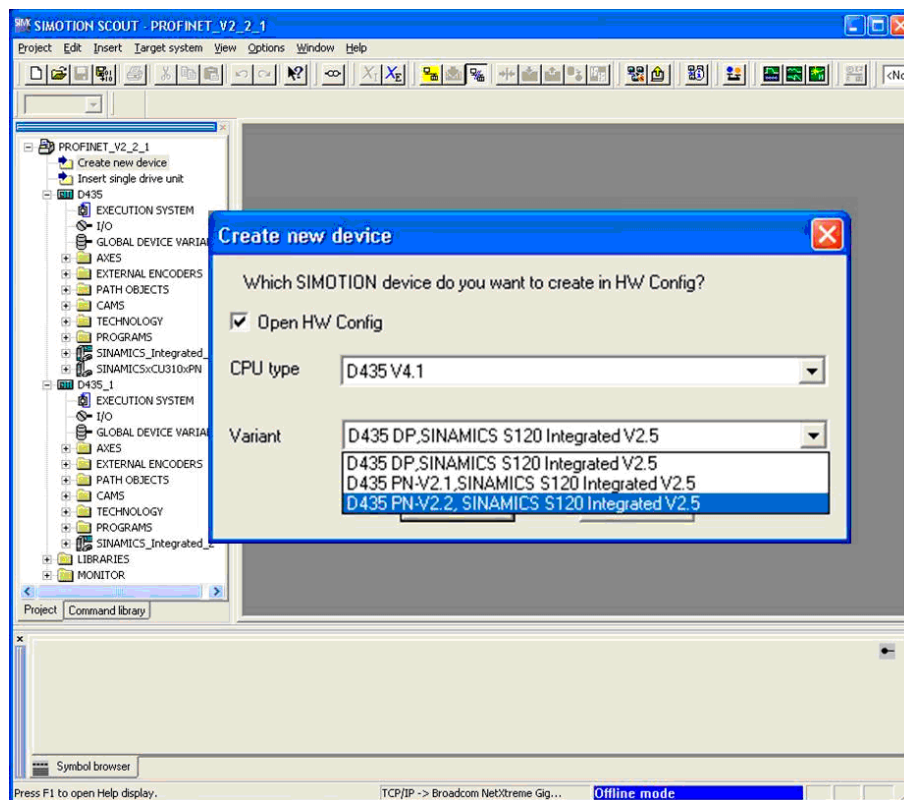 SIMOTION SCOUT - PROFINET_V2_2_1
Project Edit Insert Target system View Options Window Help
<No
PROFINET_V2_2_1
Create new device
Insert single drive unit
D435
EXECUTION SYSTEM
I/O
GLOBAL DEVICE VARIA
AXES
EXTERNAL ENCODERS
PATH OBJECTS
CAMS
TECHNOLOGY
PROGRAMS
SINAMICS_Integrated_
SINAMICSxCU310xPN
D435_1
EXECUTION SYSTEM
I/O
GLOBAL DEVICE VARIA
AXES
EXTERNAL ENCODERS
PATH OBJECTS
CAMS
TECHNOLOGY
PROGRAMS
SINAMICS_Integrated_2
LIBRARIES
MONITOR
Project Command library
Create new device
Which SIMOTION device do you want to create in HW Config?
Open HW Config
CPU type D435 V4.1
Variant D435 DP,SINAMICS S120 Integrated V2.5
D435 DP,SINAMICS S120 Integrated V2.5
D435 PN-V2.1,SINAMICS S120 Integrated V2.5
D435 PN-V2.2, SINAMICS S120 Integrated V2.5
Symbol browser
Press F1 to open Help display. TCP/IP -> Broadcom NetXtreme Gig... Offline mode